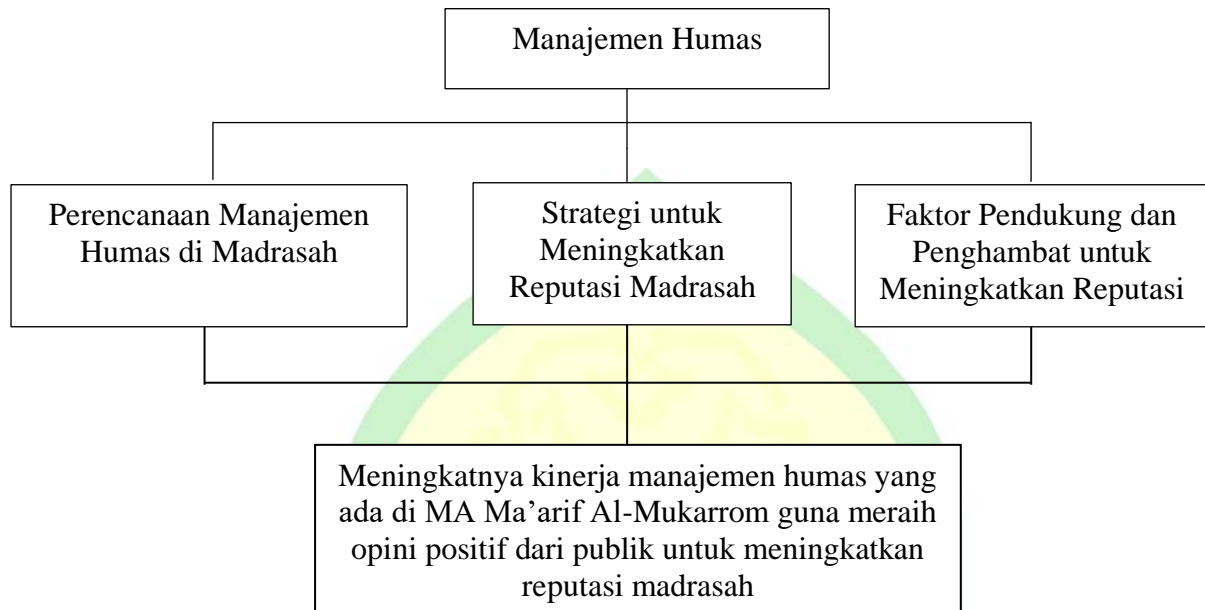 Manajemen Humas
Perencanaan Manajemen
Humas di Madrasah
Strategi untuk
Meningkatkan
Reputasi Madrasah
Faktor Pendukung dan
Penghambat untuk
Meningkatkan Reputasi
Meningkatnya kinerja manajemen humas yang
ada di MA Ma’arif Al-Mukarrom guna meraih
opini positif dari publik untuk meningkatkan
reputasi madrasah